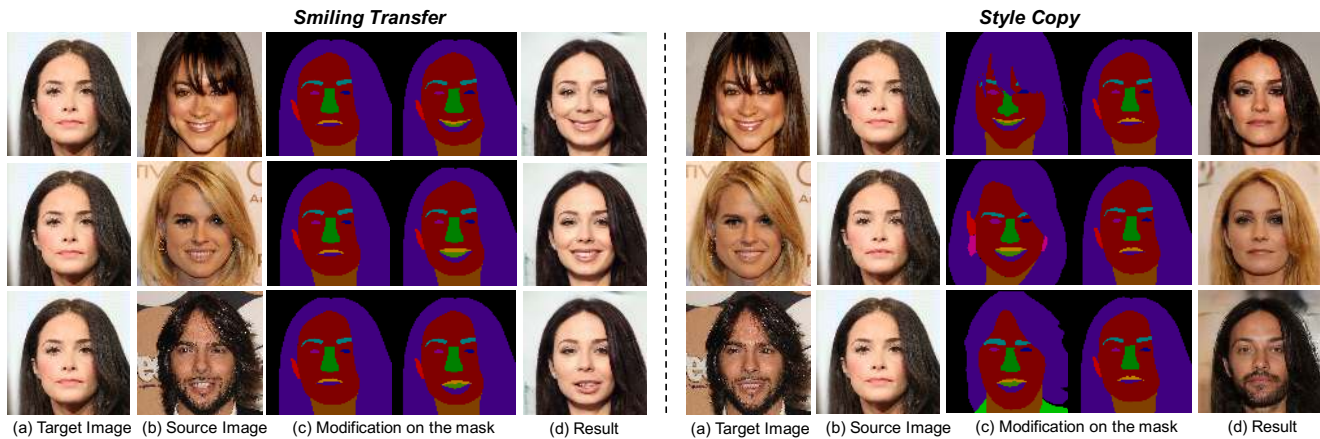 Smiling Transfer
Style Copy
(a) Target Image (b) Source Image (c) Modification on the mask (d) Result
(a) Target Image (b) Source Image (c) Modification on the mask (d) Result